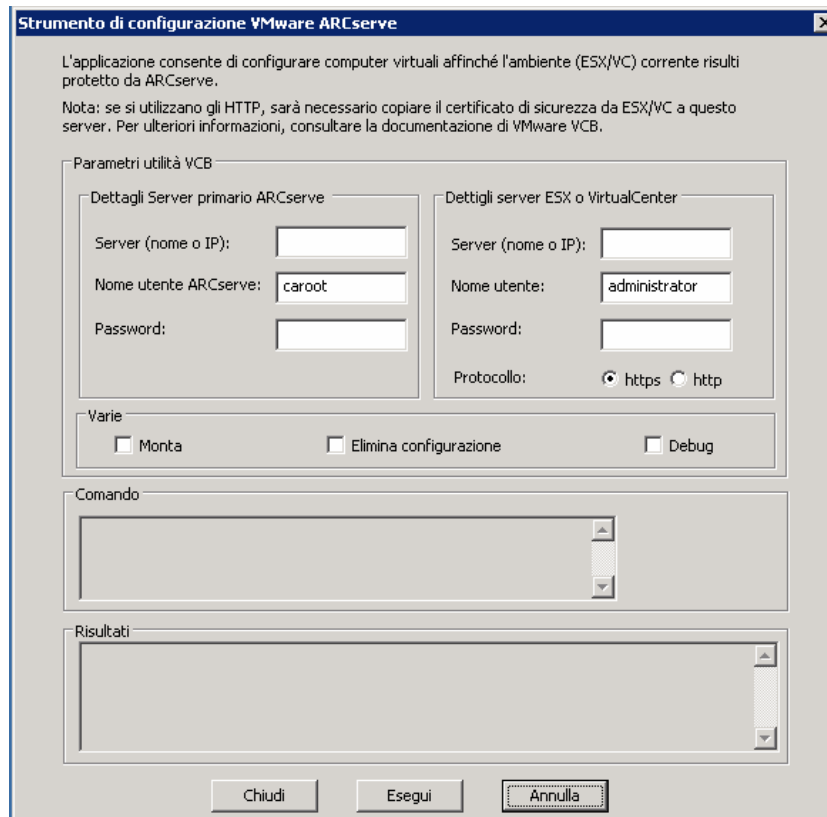 Strumento di configurazione VMware ARCserve
L'applicazione consente di configurare computer virtuali affinché l'ambiente (ESX/VC) corrente risulti
protetto da ARCserve.
Nota: se si utilizzano gli HTTP, sarà necessario copiare il certificato di sicurezza da ESX/VC a questo
server. Per ulteriori informazioni, consultare la documentazione di VMware VCB.
Parametri utilità VCB
Dettagli Server primario ARCserve
Server (nome o IP):
Nome utente ARCserve: caroot
Password:
Dettigli server ESX o VirtualCenter
Server (nome o IP):
Nome utente: administrator
Password:
Protocollo: https http
Varie
Monta Elimina configurazione Debug
Comando
Risultati
Chiudi Esegui Annulla